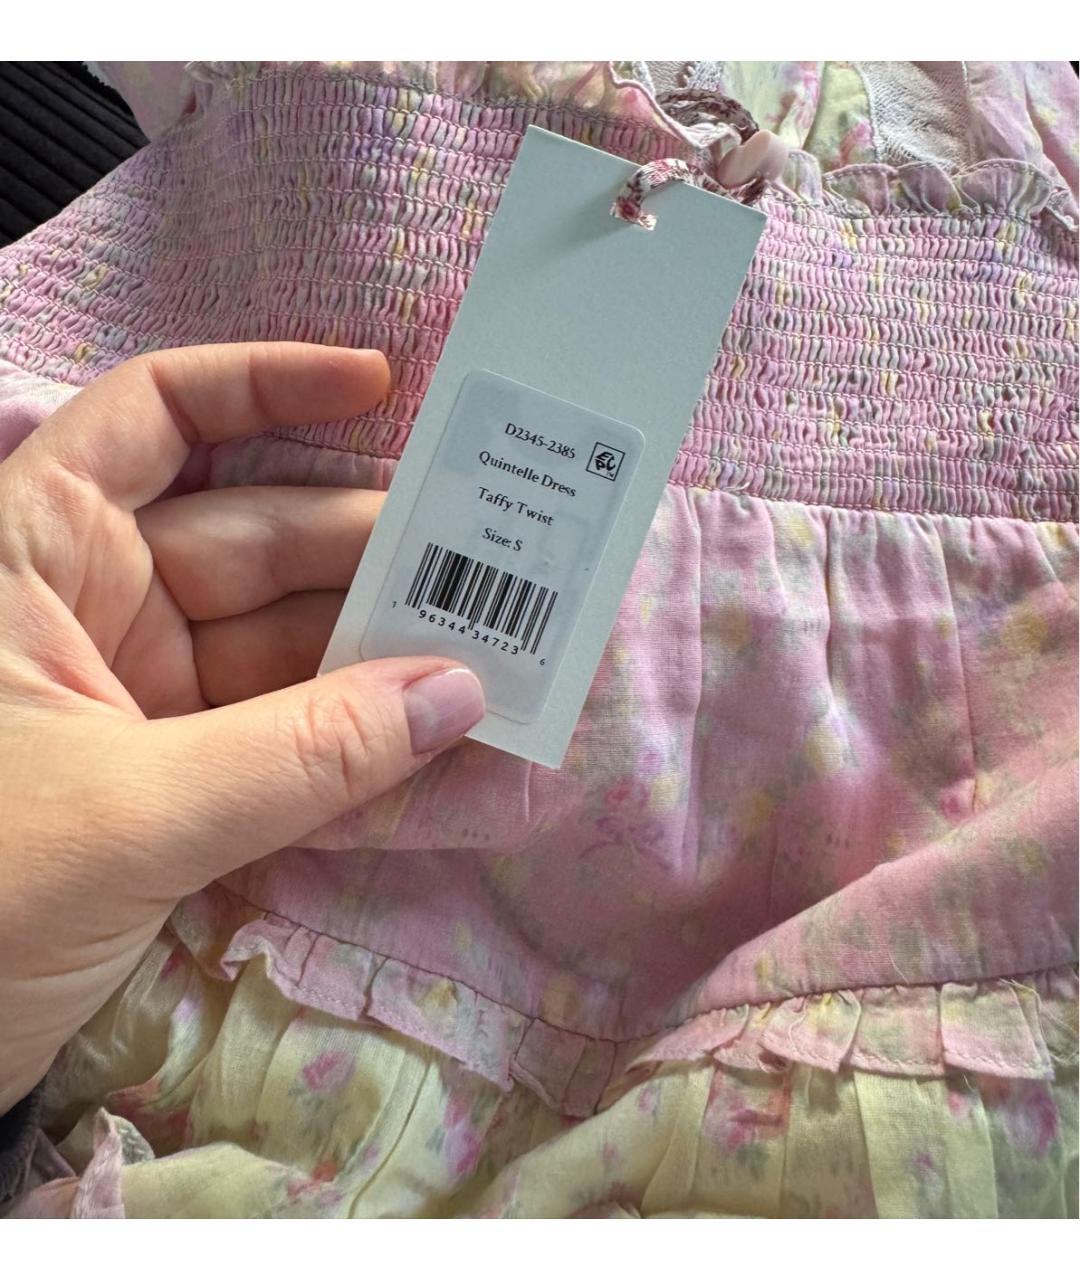 D2345-2385
Quintelle Dress
Taffy Twist
Size: S
1 96344 34723 6